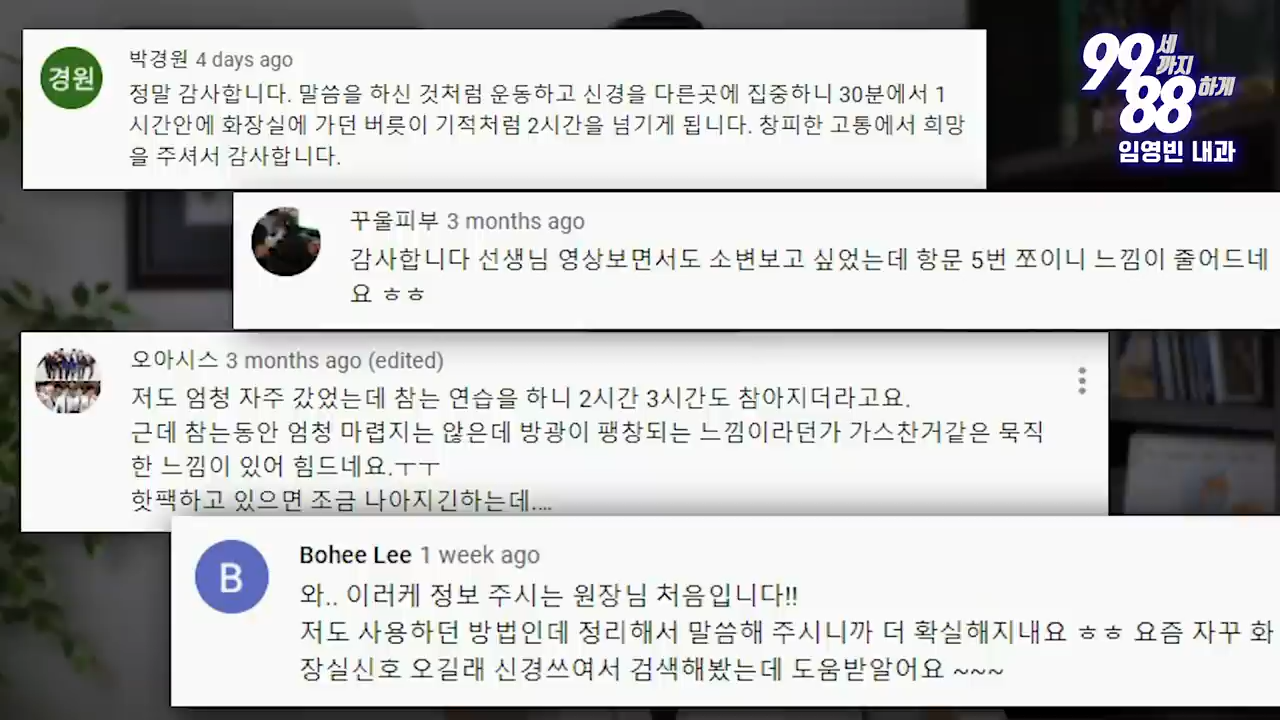 99세
까지
88하게
임영빈 내과
경원
박경원 4 days ago
정말 감사합니다. 말씀을 하신 것처럼 운동하고 신경을 다른곳에 집중하니 30분에서 1
시간안에 화장실에 가던 버릇이 기적처럼 2시간을 넘기게 됩니다. 창피한 고통에서 희망
을 주셔서 감사합니다.
꾸울피부 3 months ago
감사합니다 선생님 영상보면서도 소변보고 싶었는데 항문 5번 쪼이니 느낌이 줄어드네
요 ㅎㅎ
오아시스 3 months ago (edited)
저도 엄청 자주 갔었는데 참는 연습을 하니 2시간 3시간도 참아지더라고요.
근데 참는동안 엄청 마렵지는 않은데 방광이 팽창되는 느낌이라던가 가스찬거같은 묵직
한 느낌이 있어 힘드네요.ㅜㅜ
핫팩하고 있으면 조금 나아지긴하는데....
B
Bohee Lee 1 week ago
와.. 이러케 정보 주시는 원장님 처음입니다!!
저도 사용하던 방법인데 정리해서 말씀해 주시니까 더 확실해지내요 ㅎㅎ 요즘 자꾸 화
장실신호 오길래 신경쓰여서 검색해봤는데 도움받알어요 ~~~